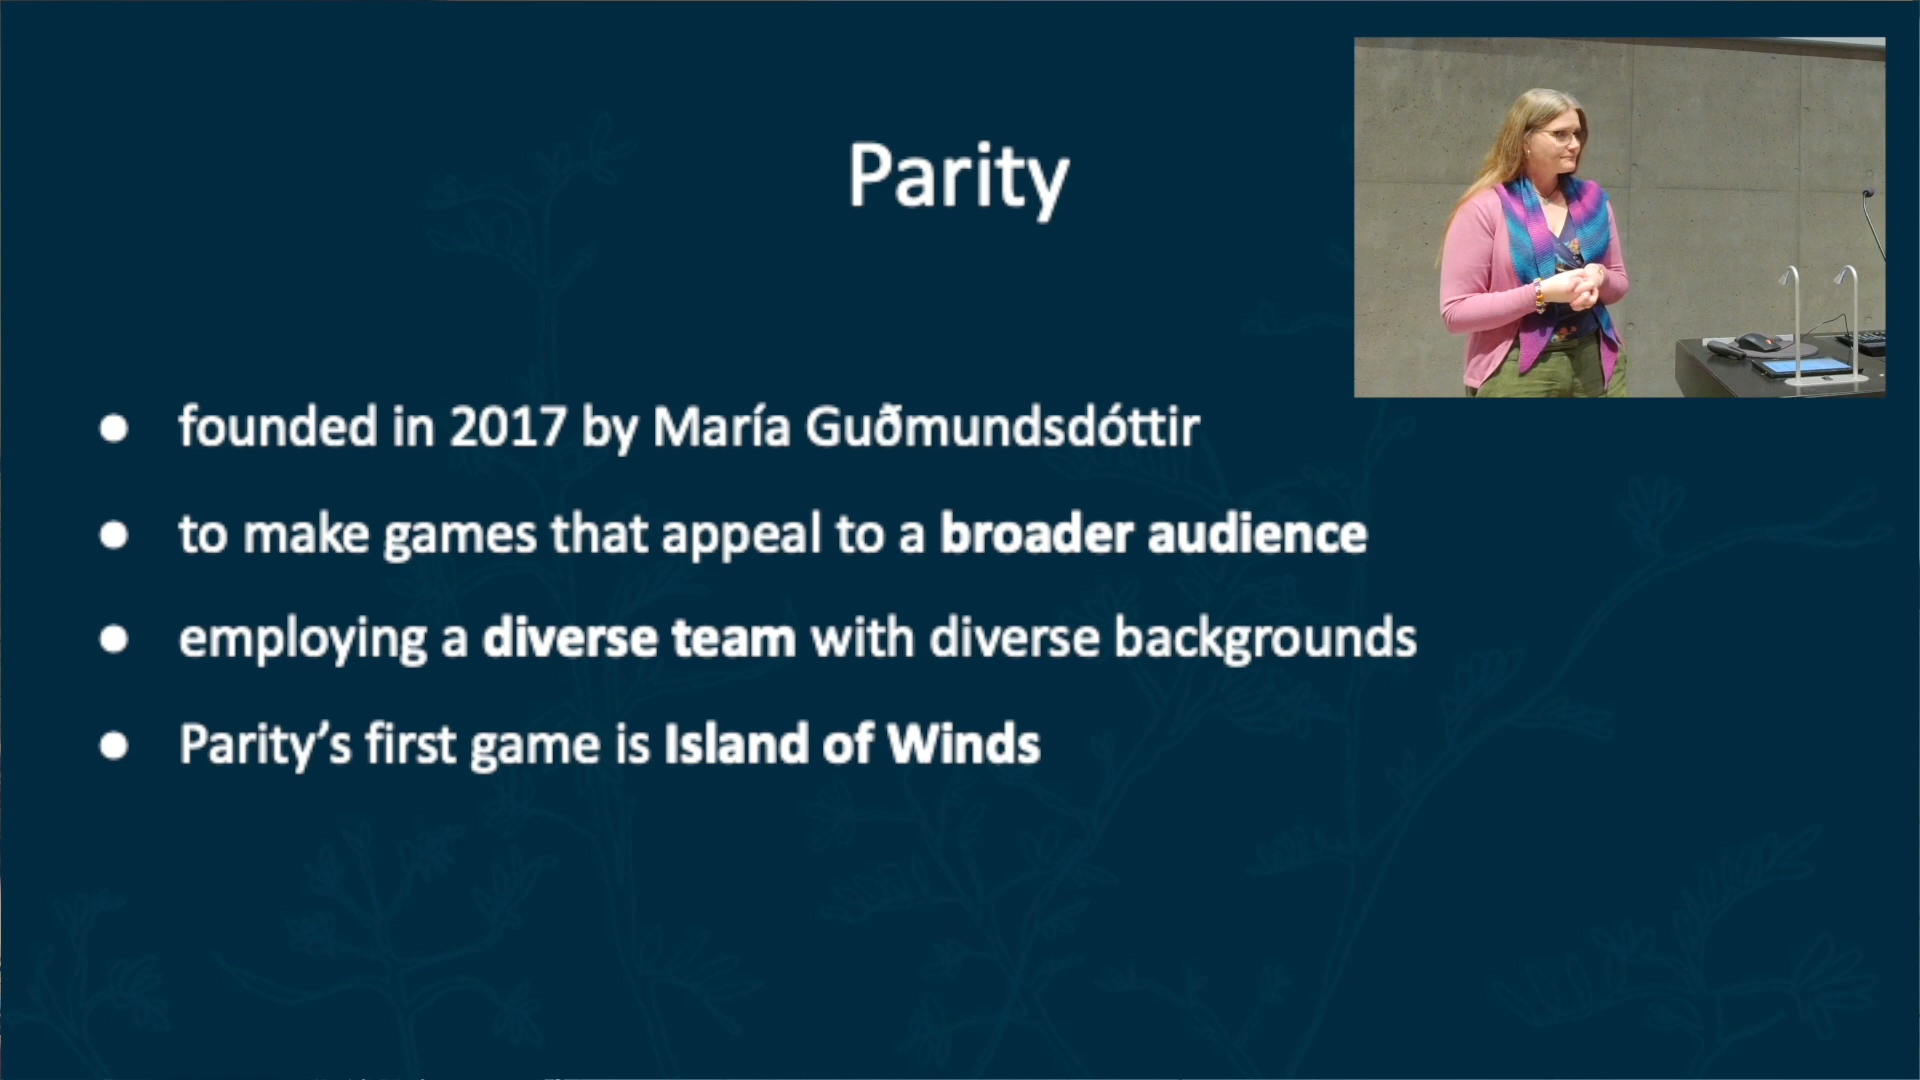 Parity
● founded in 2017 by María Guðmundsdóttir
● to make games that appeal to a broader audience
● employing a diverse team with diverse backgrounds
● Parity’s first game is Island of Winds